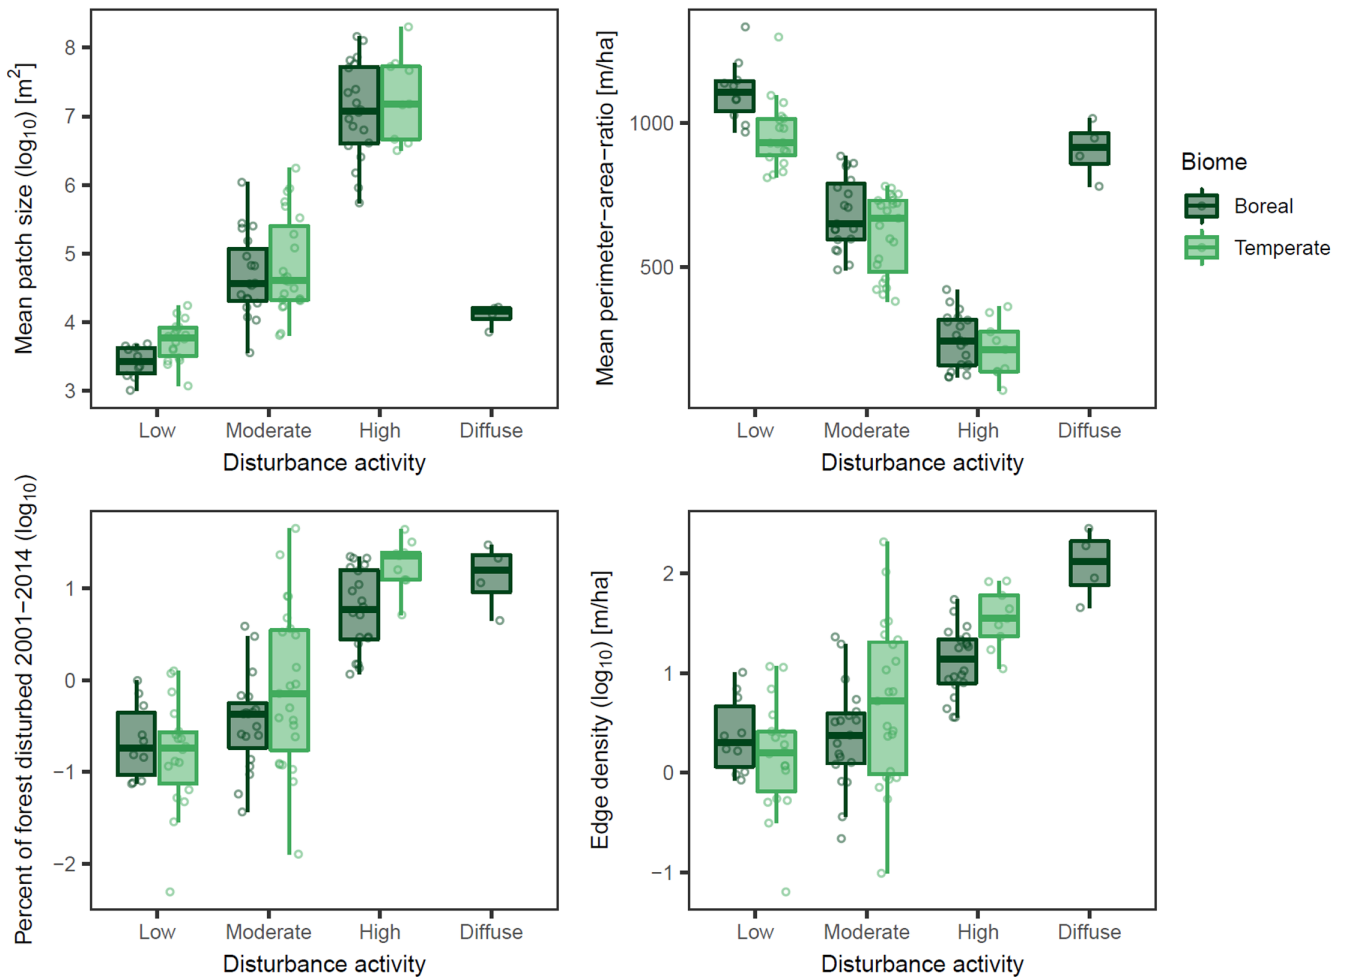 Mean patch size (log₁₀) [m²]
8
7
6
5
4
3
Low Moderate High Diffuse
Disturbance activity
Mean perimeter−area−ratio [m/ha]
1000
500
Low Moderate High Diffuse
Disturbance activity
Biome
Boreal
Temperate
Percent of forest disturbed 2001−2014 (log₁₀)
1
0
−1
−2
Low Moderate High Diffuse
Disturbance activity
Edge density (log₁₀) [m/ha]
2
1
0
−1
Low Moderate High Diffuse
Disturbance activity